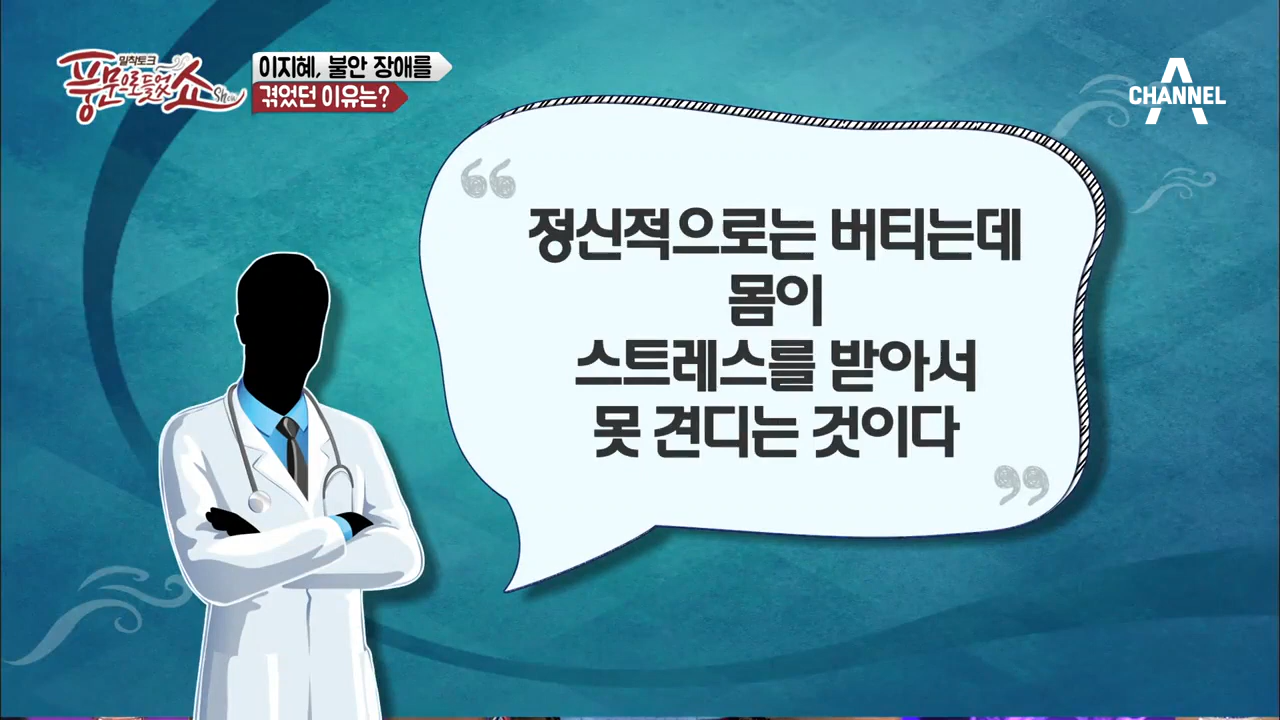 밀착토크
풍문으로 들었쇼
Show
이지혜, 불안 장애를
겪었던 이유는?
CHANNEL A
“
정신적으로는 버티는데
몸이
스트레스를 받아서
못 견디는 것이다
”